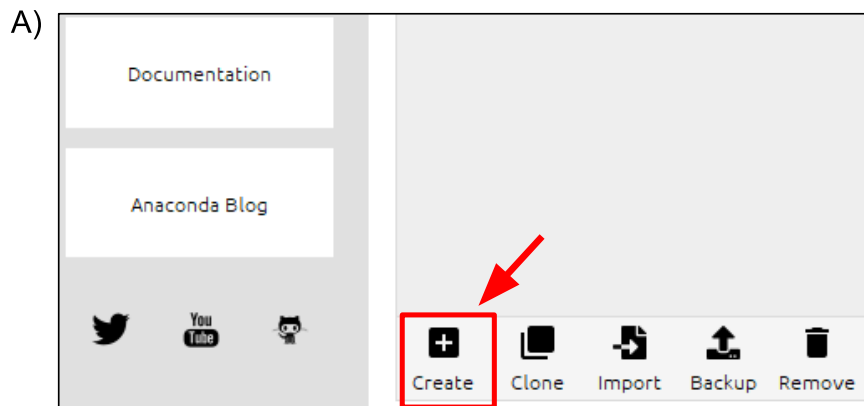 A)
Documentation
Anaconda Blog
You
Tube
Create Clone Import Backup Remove